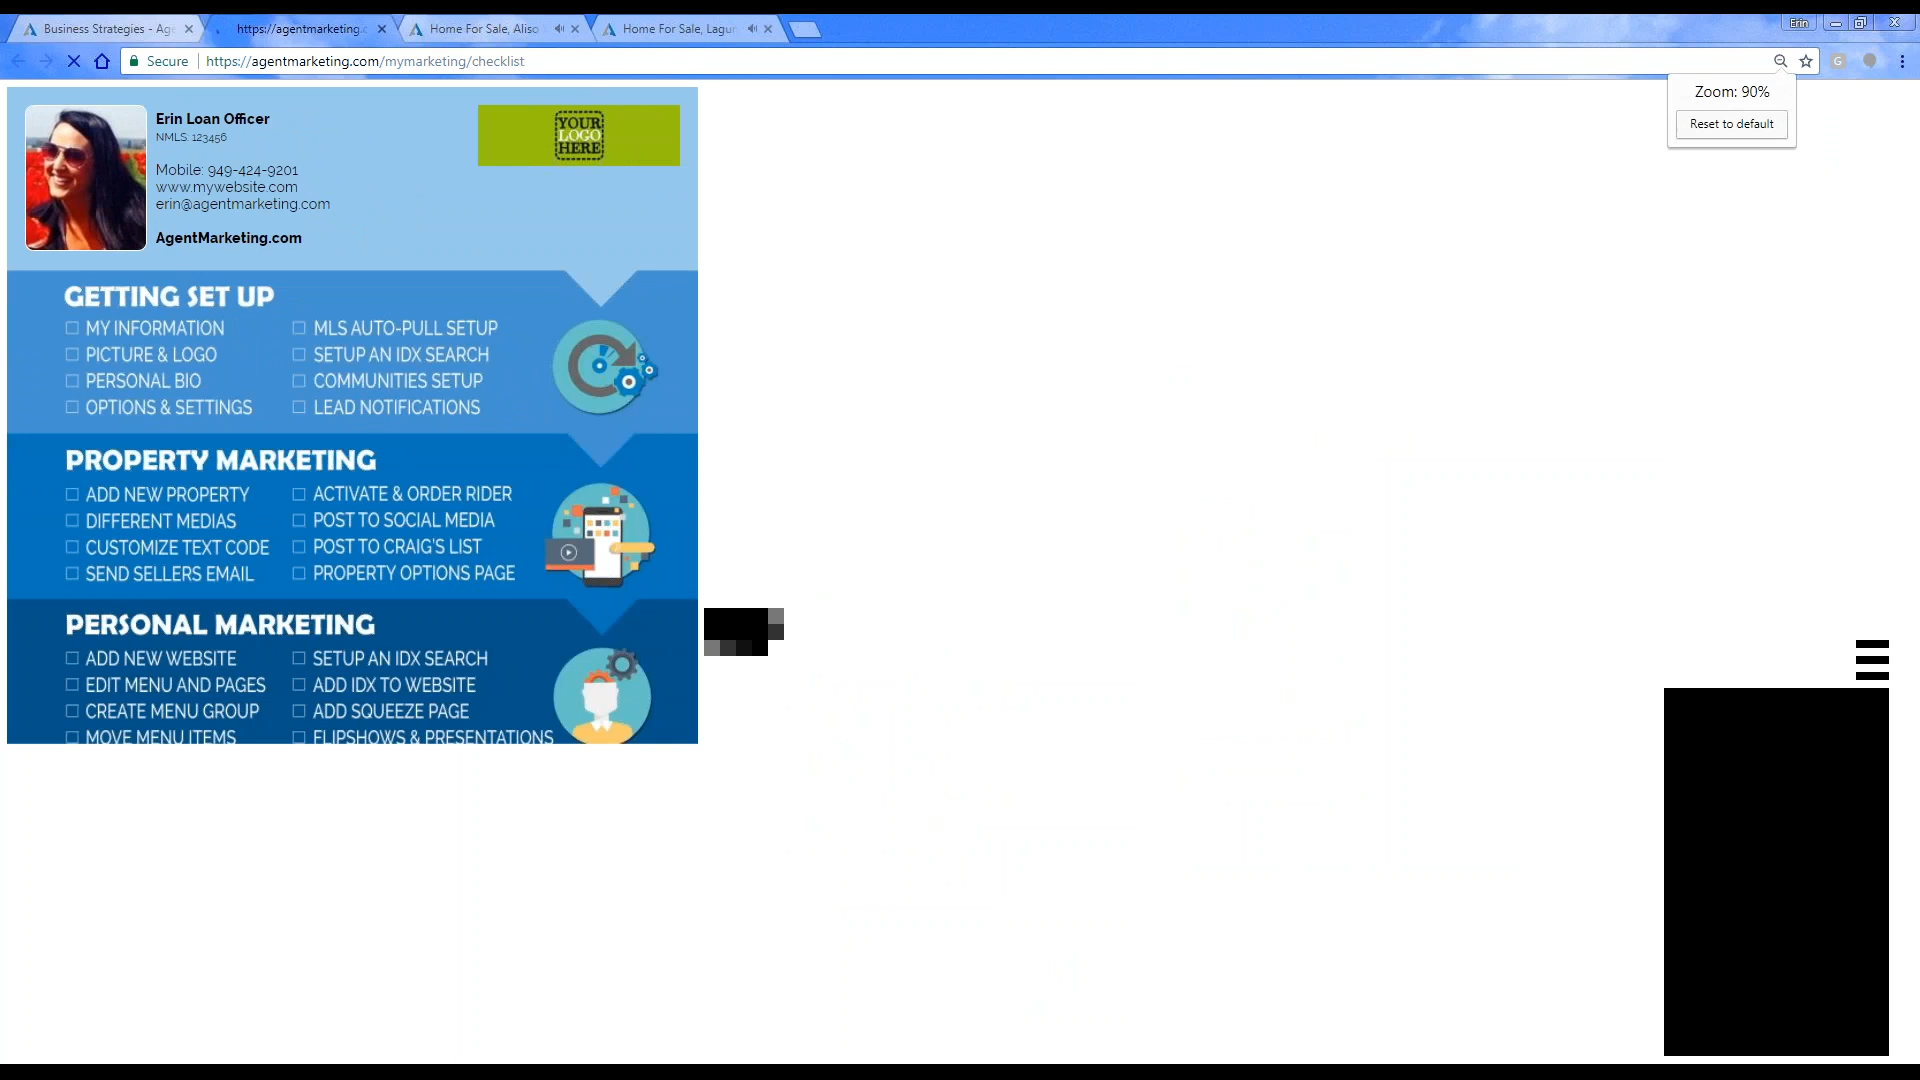 Business Strategies - Age
https://agentmarketing.c
Home For Sale, Aliso
Home For Sale, Lagun
Erin
Secure
https://agentmarketing.com/mymarketing/checklist
Zoom: 90%
Reset to default
Erin Loan Officer
NMLS: 123456
Mobile: 949-424-9201
www.mywebsite.com
erin@agentmarketing.com
AgentMarketing.com
YOUR
LOGO
HERE
GETTING SET UP
MY INFORMATION
PICTURE & LOGO
PERSONAL BIO
OPTIONS & SETTINGS
MLS AUTO-PULL SETUP
SETUP AN IDX SEARCH
COMMUNITIES SETUP
LEAD NOTIFICATIONS
PROPERTY MARKETING
ADD NEW PROPERTY
DIFFERENT MEDIAS
CUSTOMIZE TEXT CODE
SEND SELLERS EMAIL
ACTIVATE & ORDER RIDER
POST TO SOCIAL MEDIA
POST TO CRAIG'S LIST
PROPERTY OPTIONS PAGE
PERSONAL MARKETING
ADD NEW WEBSITE
EDIT MENU AND PAGES
CREATE MENU GROUP
MOVE MENU ITEMS
SETUP AN IDX SEARCH
ADD IDX TO WEBSITE
ADD SQUEEZE PAGE
FLIPSHOWS & PRESENTATIONS